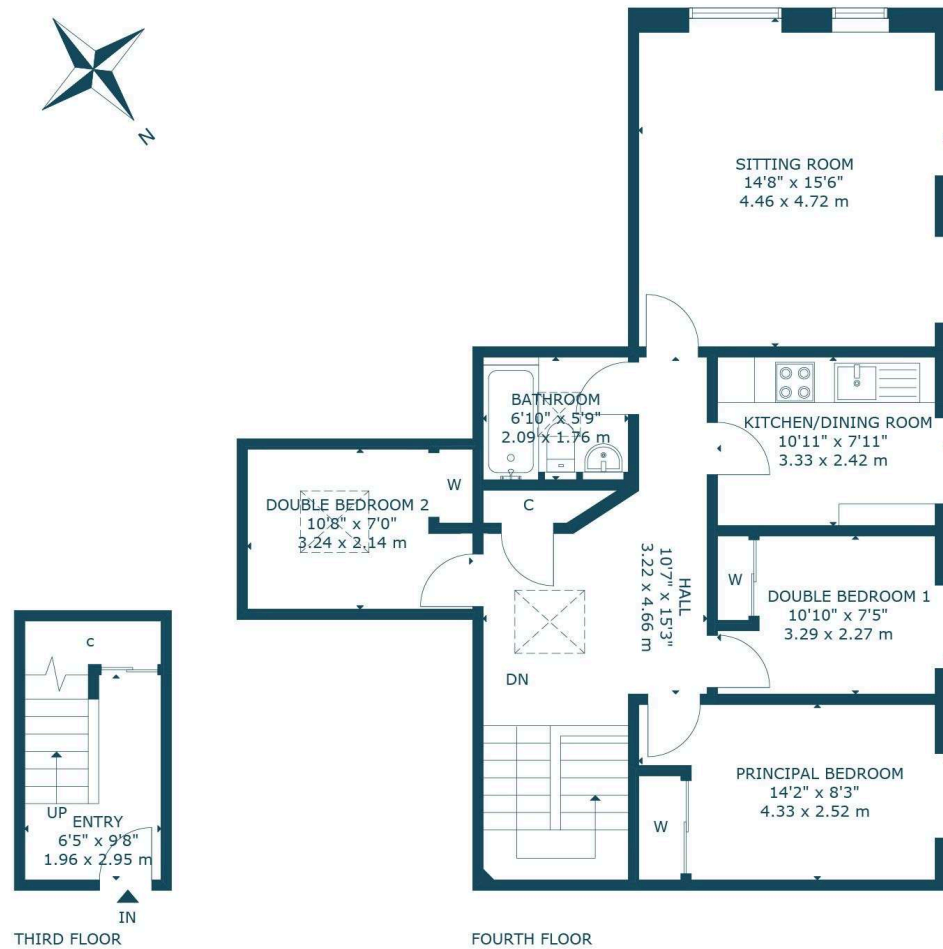 N
SITTING ROOM
14'8" x 15'6"
4.46 x 4.72 m
BATHROOM
6'10" x 5'9"
2.09 x 1.76 m
KITCHEN/DINING ROOM
10'11" x 7'11"
3.33 x 2.42 m
W
DOUBLE BEDROOM 2
10'8" x 7'0"
3.24 x 2.14 m
C
HALL
10'7" x 15'3"
3.22 x 4.66 m
W
DOUBLE BEDROOM 1
10'10" x 7'5"
3.29 x 2.27 m
DN
PRINCIPAL BEDROOM
14'2" x 8'3"
4.33 x 2.52 m
W
c
UP
ENTRY
6'5" x 9'8"
1.96 x 2.95 m
IN
THIRD FLOOR
FOURTH FLOOR